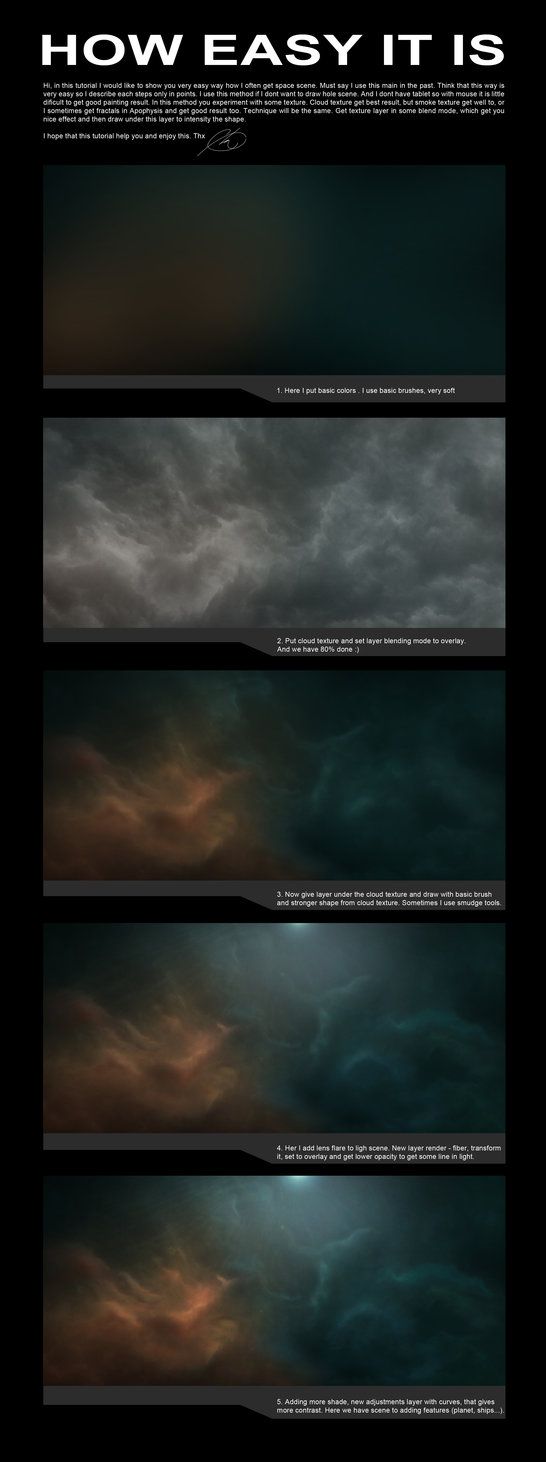 HOW EASY IT IS
Hi, in this tutorial I would like to show you very easy way how I often get space scene. Must say I use this main in the past. Think that this way is
very easy so I describe each steps only in points. I use this method if I dont want to draw hole scene. And I dont have tablet so with mouse it is little
dificult to get good painting result. In this method you experiment with some texture. Cloud texture get best result, but smoke texture get well to, or
I sometimes get fractals in Apophysis and get good result too. Technique will be the same. Get texture layer in some blend mode, which get you
nice effect and then draw under this layer to intensity the shape.
I hope that this tutorial help you and enjoy this. Thx
1. Here I put basic colors . I use basic brushes, very soft
2. Put cloud texture and set layer blending mode to overlay.
And we have 80% done :)
3. Now give layer under the cloud texture and draw with basic brush
and stronger shape from cloud texture. Sometimes I use smudge tools.
4. Her I add lens flare to ligh scene. New layer render - fiber, transform
it, set to overlay and get lower opacity to get some line in light.
5. Adding more shade, new adjustments layer with curves, that gives
more contrast. Here we have scene to adding features (planet, ships...).